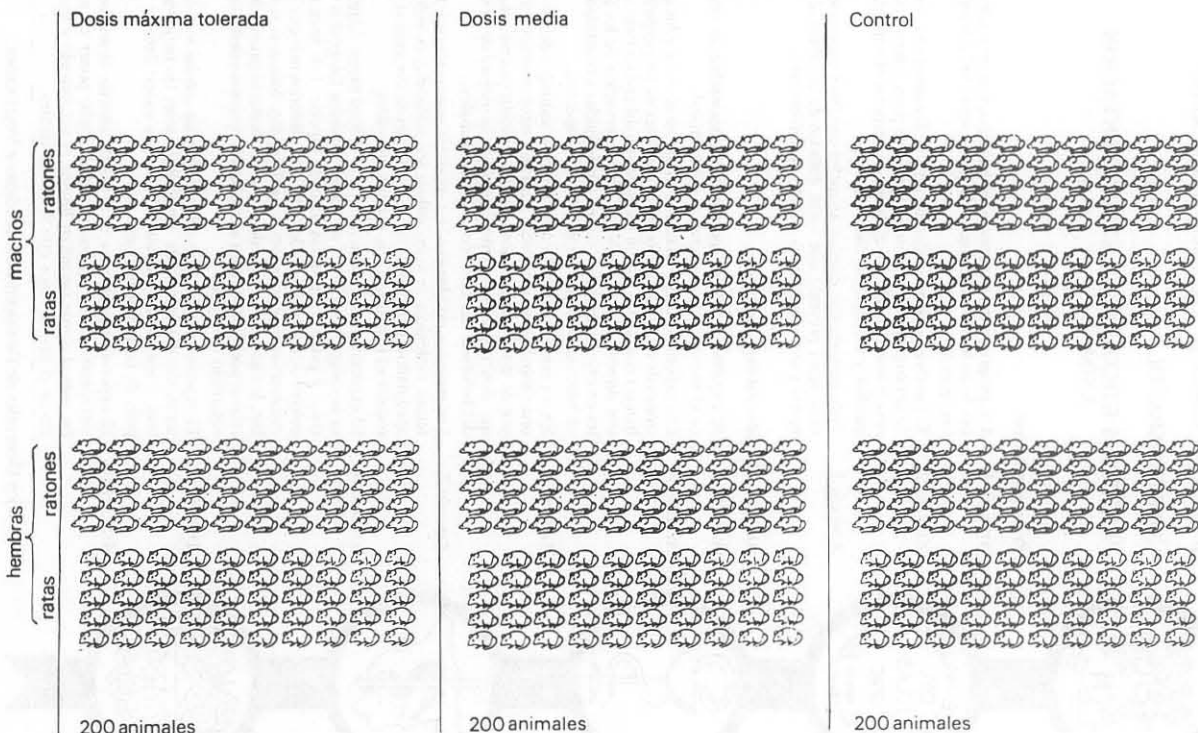 Dosis máxima tolerada
Dosis media
Control
machos
ratones
ratas
hembras
ratones
ratas
200 animales
200 animales
200 animales